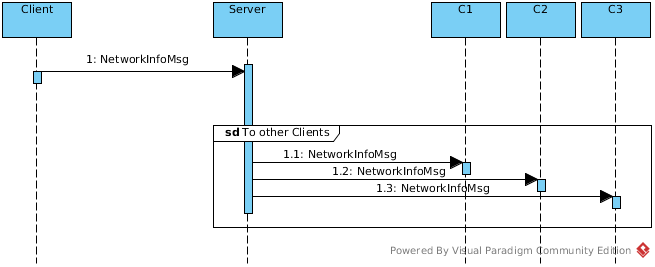 Client
Server
C1
C2
C3
1: NetworkInfoMsg
sd To other Clients
1.1: NetworkInfoMsg
1.2: NetworkInfoMsg
1.3: NetworkInfoMsg
Powered By Visual Paradigm Community Edition